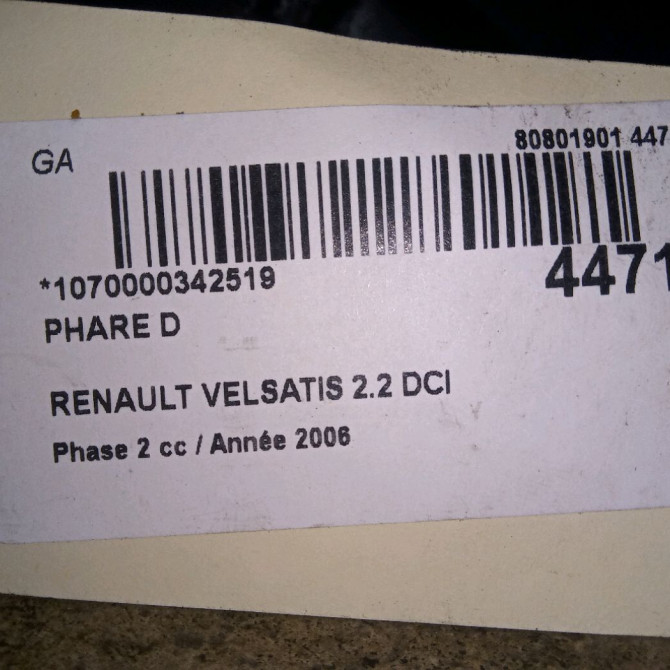 GA
80801901 447
*1070000342519
4471
PHARE D
RENAULT VELSATIS 2.2 DCI
Phase 2 cc / Année 2006